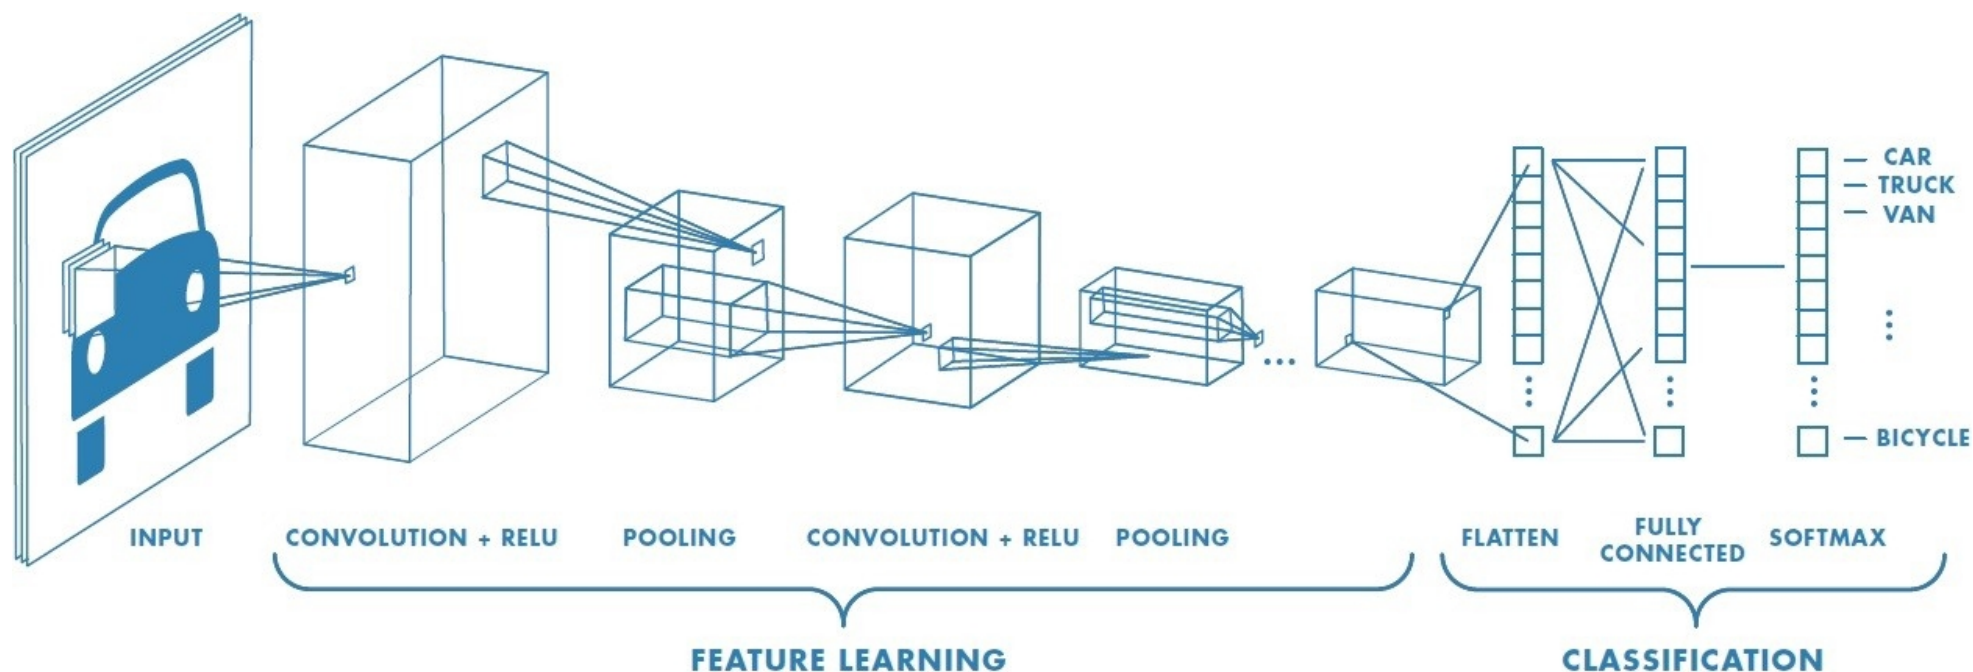 CAR
TRUCK
VAN
BICYCLE
INPUT
CONVOLUTION + RELU
POOLING
CONVOLUTION + RELU
POOLING
FLATTEN
FULLY
CONNECTED
SOFTMAX
FEATURE LEARNING
CLASSIFICATION